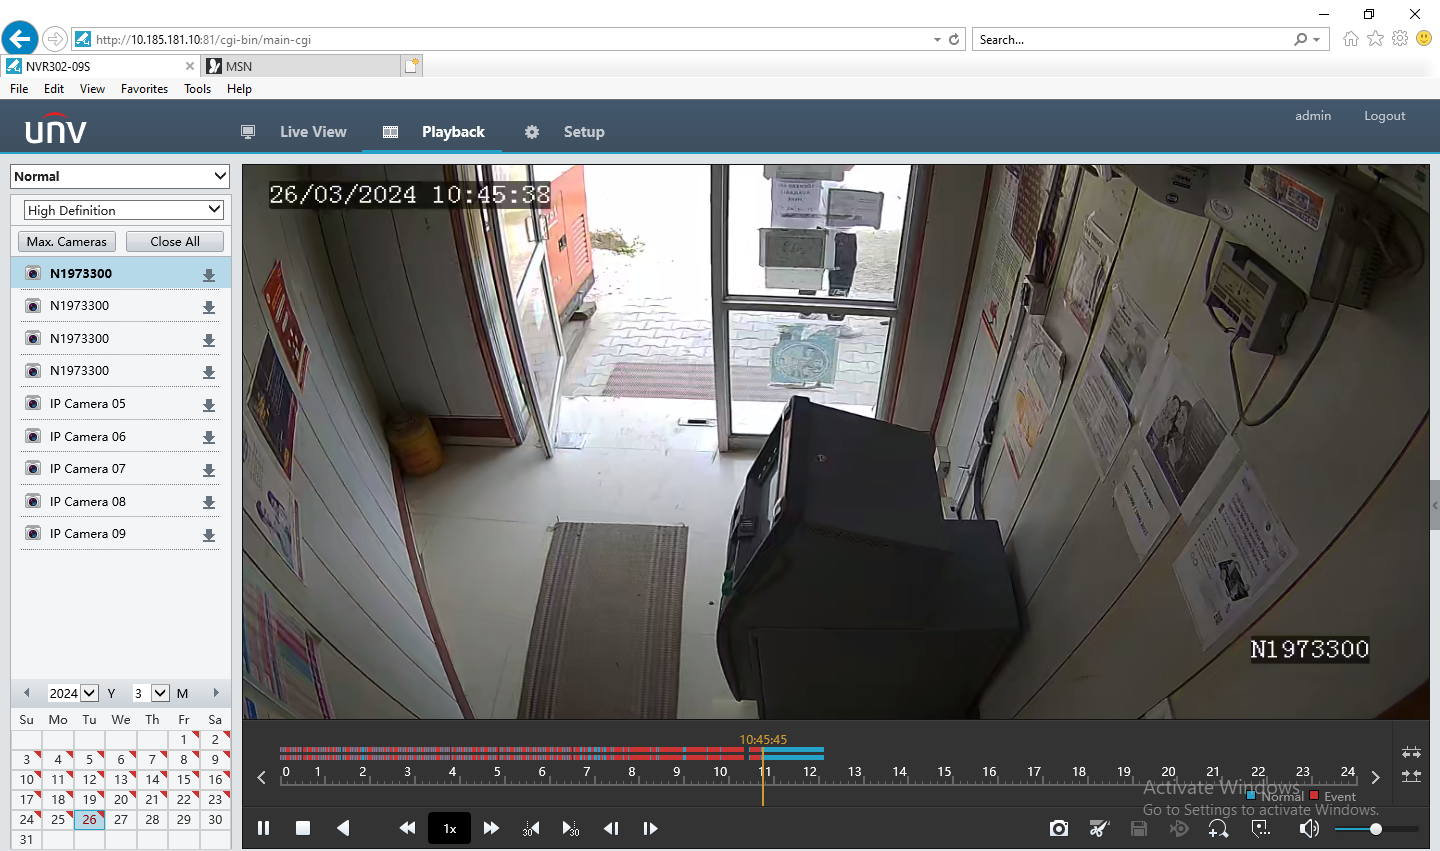 http://10.185.181.10:81/cgi-bin/main-cgi
Search...
NVR302-09S
MSN
File Edit View Favorites Tools Help
unv
Live View
Playback
Setup
admin
Logout
Normal
High Definition
Max. Cameras
Close All
N1973300
N1973300
N1973300
N1973300
IP Camera 05
IP Camera 06
IP Camera 07
IP Camera 08
IP Camera 09
2024 Y 3 M
Su Mo Tu We Th Fr Sa
1 2
3 4 5 6 7 8 9
10 11 12 13 14 15 16
17 18 19 20 21 22 23
24 25 26 27 28 29 30
31
26/03/2024 10:45:38
N1973300
10:45:45
0 1 2 3 4 5 6 7 8 9 10 11 12 13 14 15 16 17 18 19 20 21 22 23 24
Normal Event
Activate Windows
Go to Settings to activate Windows.
1x
30
30